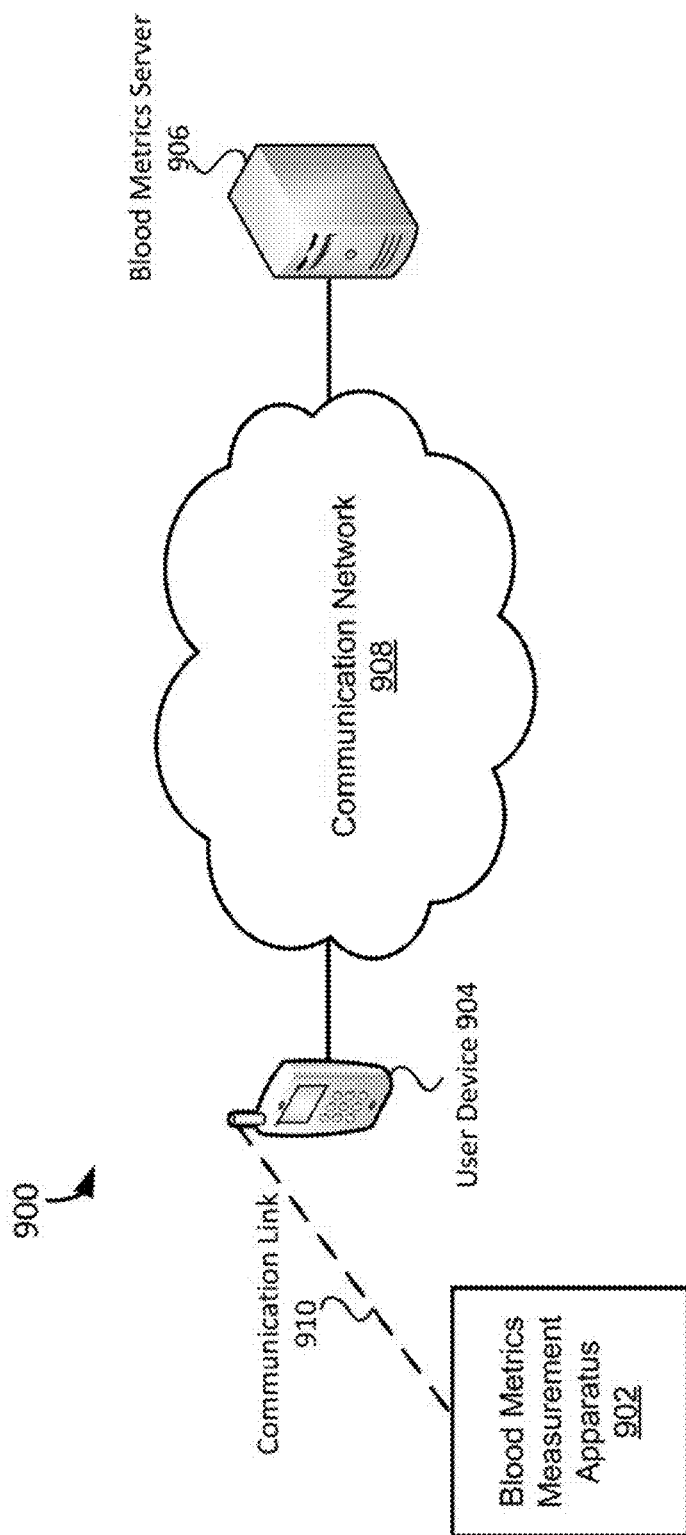 900
Communication Link
910
Blood Metrics
Measurement
Apparatus
902
User Device 904
Communication Network
908
Blood Metrics Server
906